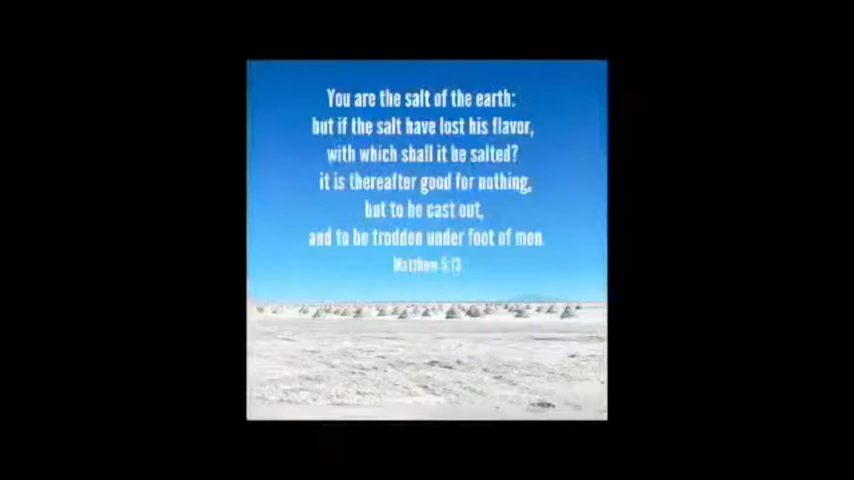 You are the salt of the earth:
but if the salt have lost his flavor,
with which shall it be salted?
it is thereafter good for nothing,
but to be cast out,
and to be trodden under foot of men.
Matthew 5:13